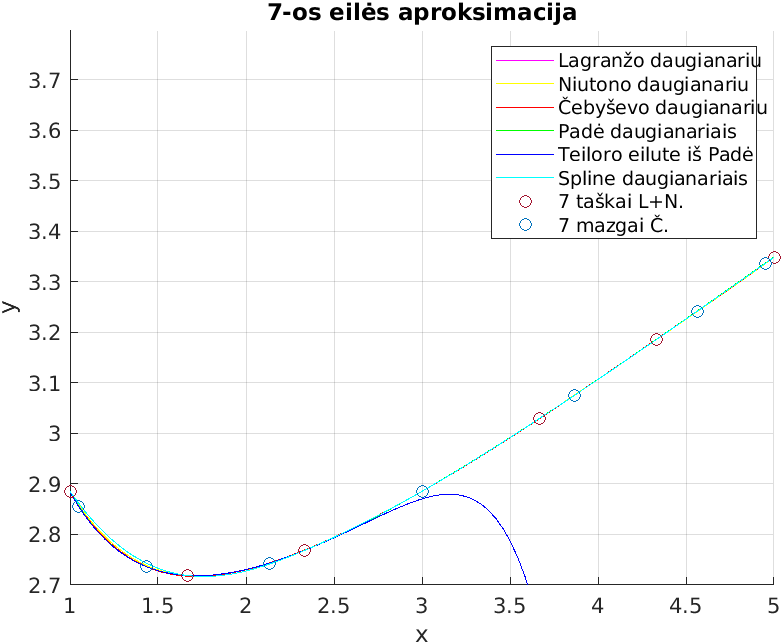 7-os eilės aproksimacija
Lagranžo daugianariu
Niutono daugianariu
Čebyševo daugianariu
Padė daugianariais
Teiloro eilute iš Padė
Spline daugianariais
7 taškai L+N.
7 mazgai Č.
3.7
3.6
3.5
3.4
3.3
3.2
3.1
3
2.9
2.8
2.7
y
1 1.5 2 2.5 3 3.5 4 4.5 5
x